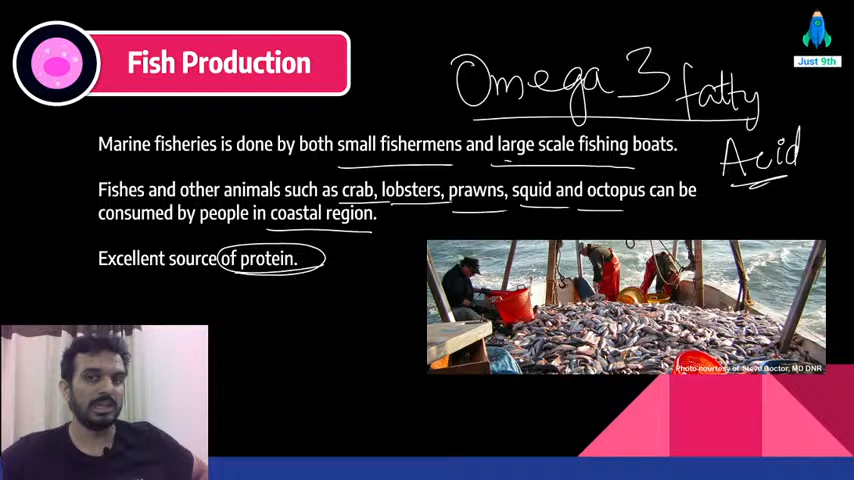 Fish Production
Just 9th
Omega 3 fatty
Acid
Marine fisheries is done by both small fishermens and large scale fishing boats.
Fishes and other animals such as crab, lobsters, prawns, squid and octopus can be
consumed by people in coastal region.
Excellent source of protein.
Photo courtesy of Steve Doctor, MD DNR